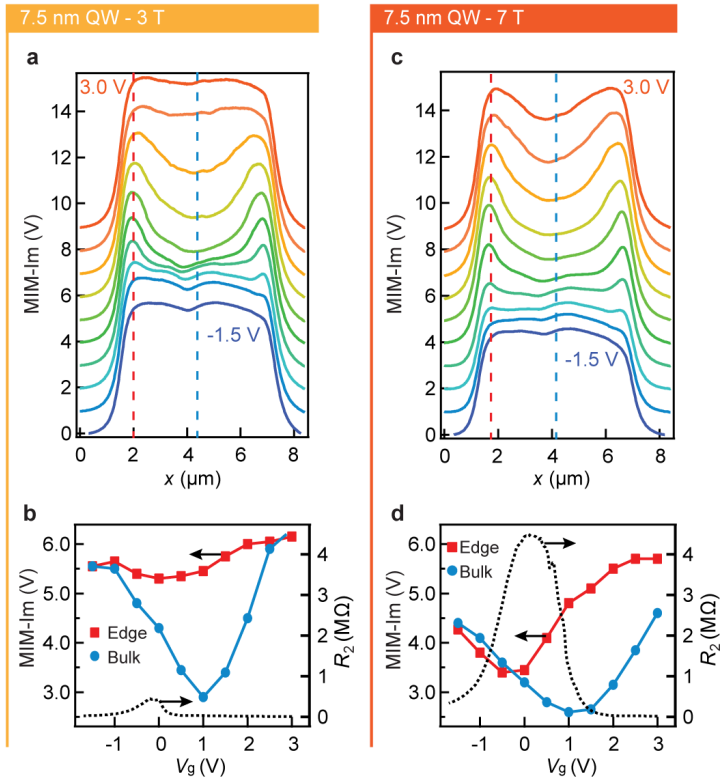 7.5 nm QW - 3 T
7.5 nm QW - 7 T
a
3.0 V
-1.5 V
MIM-Im (V)
14
12
10
8
6
4
2
0
0 2 4 6 8
x (μm)
c
3.0 V
-1.5 V
MIM-Im (V)
14
12
10
8
6
4
2
0
0 2 4 6 8
x (μm)
b
MIM-Im (V)
6.0
5.0
4.0
3.0
Edge
Bulk
4
3
2
1
0
R2 (MΩ)
-1 0 1 2 3
Vg (V)
d
MIM-Im (V)
6.0
5.0
4.0
3.0
Edge
Bulk
4
3
2
1
0
R2 (MΩ)
-1 0 1 2 3
Vg (V)